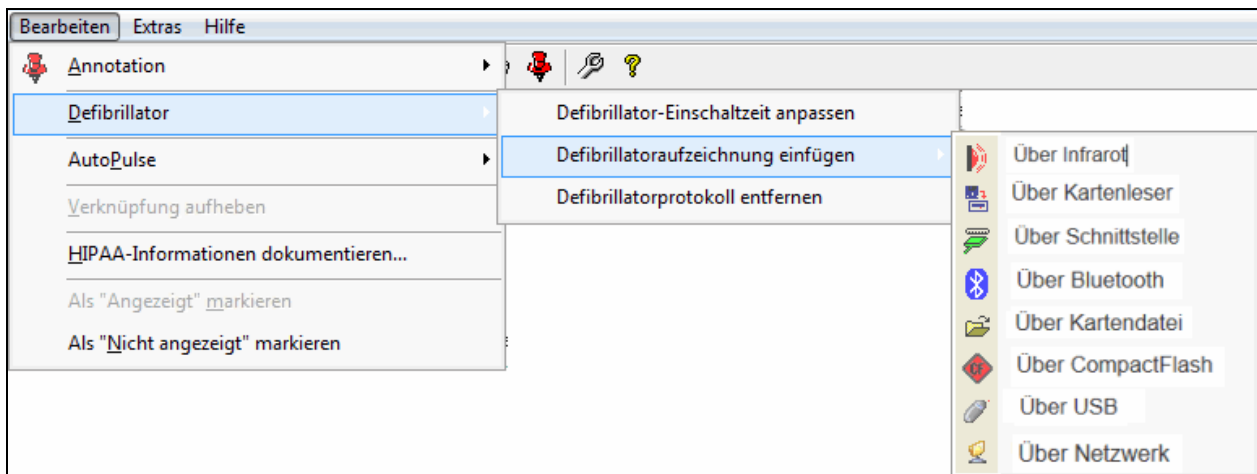 Bearbeiten Extras Hilfe
Annotation
Defibrillator
AutoPulse
Verknüpfung aufheben
HIPAA-Informationen dokumentieren...
Als "Angezeigt" markieren
Als "Nicht angezeigt" markieren
Defibrillator-Einschaltzeit anpassen
Defibrillatoraufzeichnung einfügen
Defibrillatorprotokoll entfernen
Über Infrarot
Über Kartenleser
Über Schnittstelle
Über Bluetooth
Über Kartendatei
CF Über CompactFlash
Über USB
Über Netzwerk